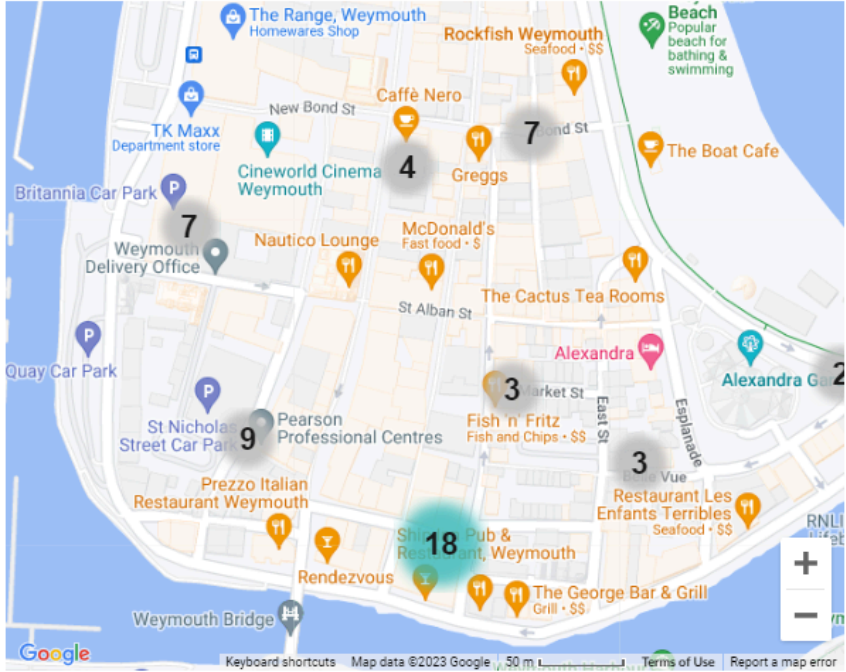 The Range, Weymouth
Homewares Shop
Beach
Popular
beach for
bathing &
swimming
Rockfish Weymouth
Seafood • $$
TK Maxx
Department store
New Bond St
Caffè Nero
7
ond St
The Boat Cafe
Cineworld Cinema
Weymouth
4
Greggs
Britannia Car Park
P
7
Weymouth
Delivery Office
Nautico Lounge
McDonald's
Fast food • $
The Cactus Tea Rooms
St Alban St
P
Quay Car Park
Alexandra
Alexandra Ga
2
P
St Nicholas
Street Car Park
9
Pearson
Professional Centres
3
Market St
Fish 'n' Fritz
Fish and Chips • $$
East St
Esplanade
3
Vue
Prezzo Italian
Restaurant Weymouth
Restaurant Les
Enfants Terribles
Seafood • $$
RNLI
18
Pub &
Restaurant, Weymouth
Rendezvous
The George Bar & Grill
Grill • $$
Weymouth Bridge
+
−
Google
Keyboard shortcuts
Map data ©2023 Google
50 m
Terms of Use
Report a map error